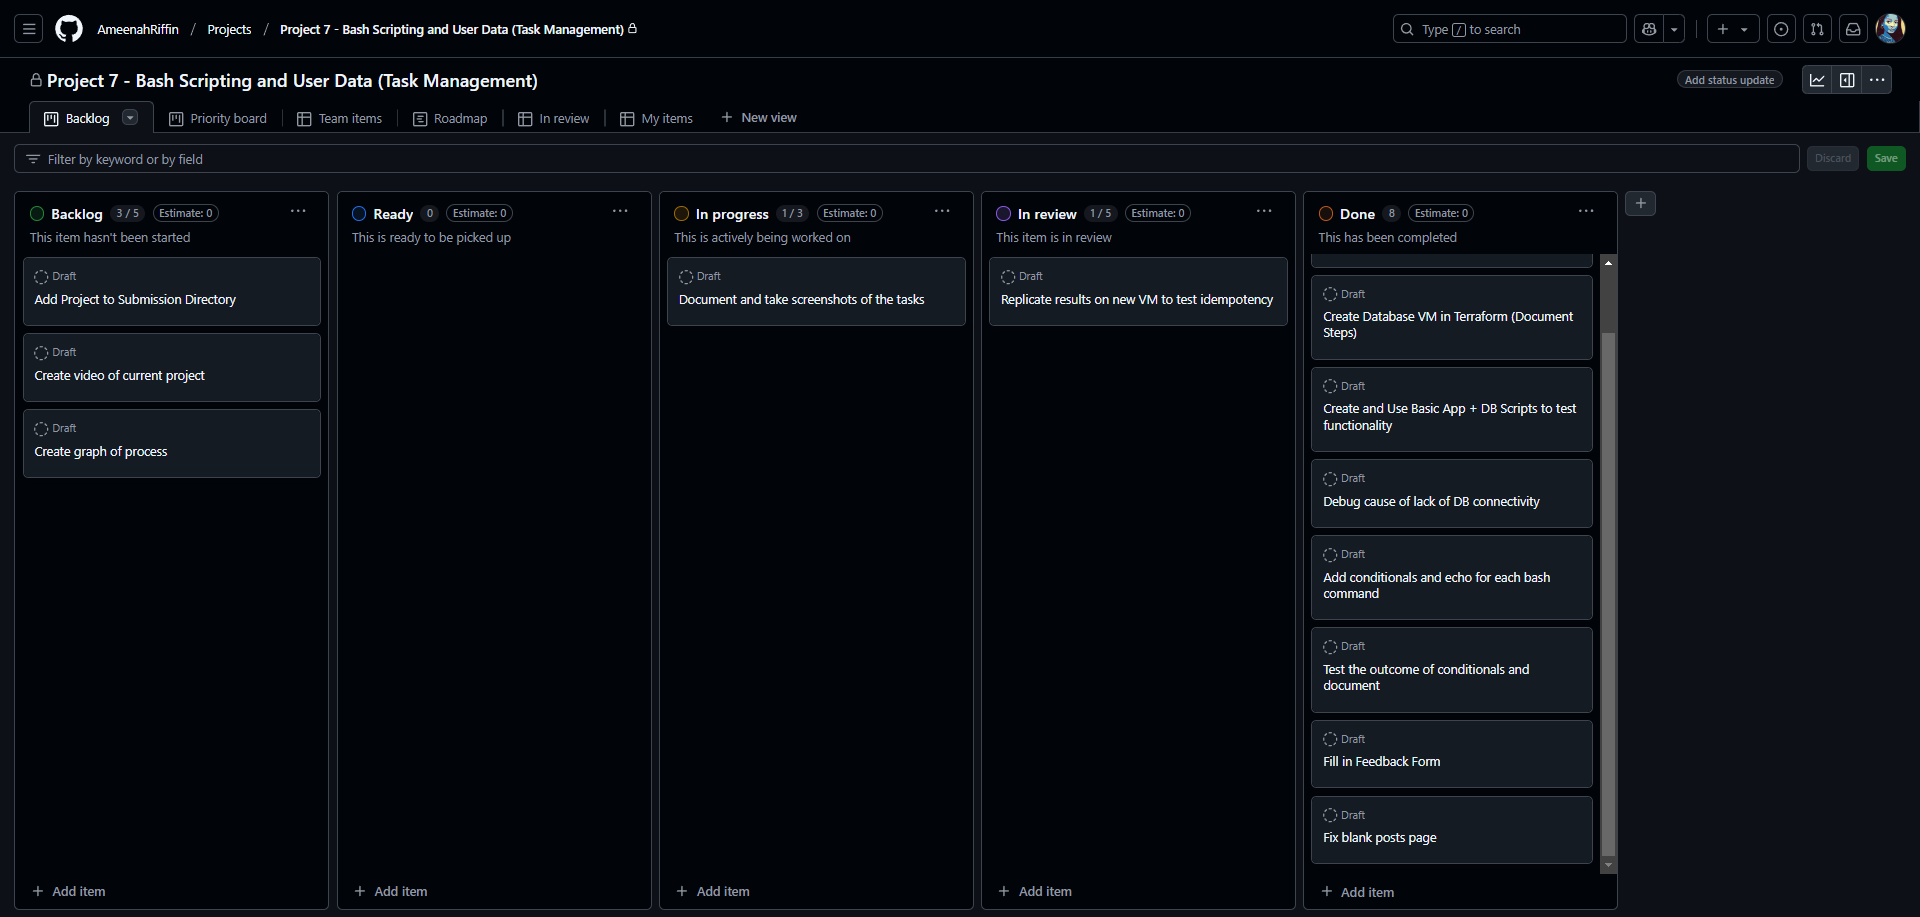 AmeenahRiffin / Projects / Project 7 - Bash Scripting and User Data (Task Management)
Type / to search
Project 7 - Bash Scripting and User Data (Task Management)
Add status update
Backlog
Priority board
Team items
Roadmap
In review
My items
New view
Filter by keyword or by field
Discard
Save
Backlog 3 / 5 Estimate: 0
This item hasn't been started
Draft
Add Project to Submission Directory
Draft
Create video of current project
Draft
Create graph of process
Add item
Ready 0 Estimate: 0
This is ready to be picked up
Add item
In progress 1 / 3 Estimate: 0
This is actively being worked on
Draft
Document and take screenshots of the tasks
Add item
In review 1 / 5 Estimate: 0
This item is in review
Draft
Replicate results on new VM to test idempotency
Add item
Done 8 Estimate: 0
This has been completed
Draft
Create Database VM in Terraform (Document
Steps)
Draft
Create and Use Basic App + DB Scripts to test
functionality
Draft
Debug cause of lack of DB connectivity
Draft
Add conditionals and echo for each bash
command
Draft
Test the outcome of conditionals and
document
Draft
Fill in Feedback Form
Draft
Fix blank posts page
Add item